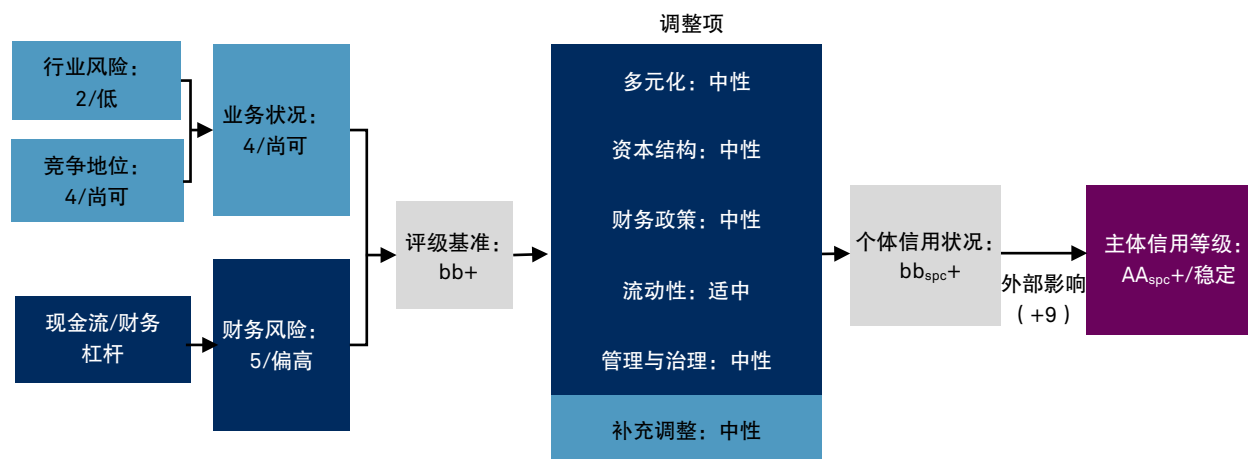 调整项
行业风险：
2/低
竞争地位：
4/尚可
业务状况：
4/尚可
现金流/财务
杠杆
财务风险：
5/偏高
评级基准：
bb+
多元化：中性
资本结构：中性
财务政策：中性
流动性：适中
管理与治理：中性
补充调整：中性
个体信用状况：
bbspc+
外部影响
（+9）
主体信用等级：
AAspc+/稳定